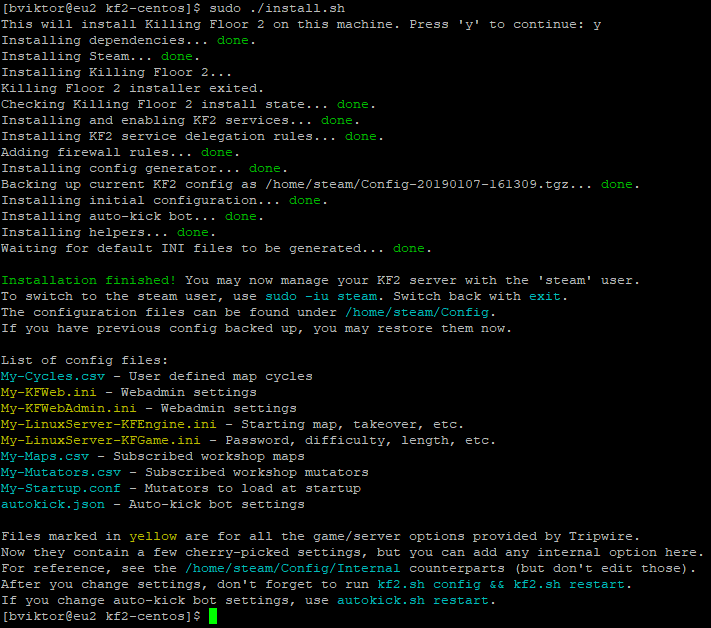 [bviktor@eu2 kf2-centos]$ sudo ./install.sh
This will install Killing Floor 2 on this machine. Press 'y' to continue: y
Installing dependencies... done.
Installing Steam... done.
Installing Killing Floor 2...
Killing Floor 2 installer exited.
Checking Killing Floor 2 install state... done.
Installing and enabling KF2 services... done.
Installing KF2 service delegation rules... done.
Adding firewall rules... done.
Installing config generator... done.
Backing up current KF2 config as /home/steam/Config-20190107-161309.tgz... done.
Installing initial configuration... done.
Installing auto-kick bot... done.
Installing helpers... done.
Waiting for default INI files to be generated... done.
Installation finished! You may now manage your KF2 server with the 'steam' user.
To switch to the steam user, use sudo -iu steam. Switch back with exit.
The configuration files can be found under /home/steam/Config.
If you have previous config backed up, you may restore them now.
List of config files:
My-Cycles.csv - User defined map cycles
My-KFWeb.ini - Webadmin settings
My-KFWebAdmin.ini - Webadmin settings
My-LinuxServer-KFEngine.ini - Starting map, takeover, etc.
My-LinuxServer-KFGame.ini - Password, difficulty, length, etc.
My-Maps.csv - Subscribed workshop maps
My-Mutators.csv - Subscribed workshop mutators
My-Startup.conf - Mutators to load at startup
autokick.json - Auto-kick bot settings
Files marked in yellow are for all the game/server options provided by Tripwire.
Now they contain a few cherry-picked settings, but you can add any internal option here.
For reference, see the /home/steam/Config/Internal counterparts (but don't edit those).
After you change settings, don't forget to run kf2.sh config && kf2.sh restart.
If you change auto-kick bot settings, use autokick.sh restart.
[bviktor@eu2 kf2-centos]$